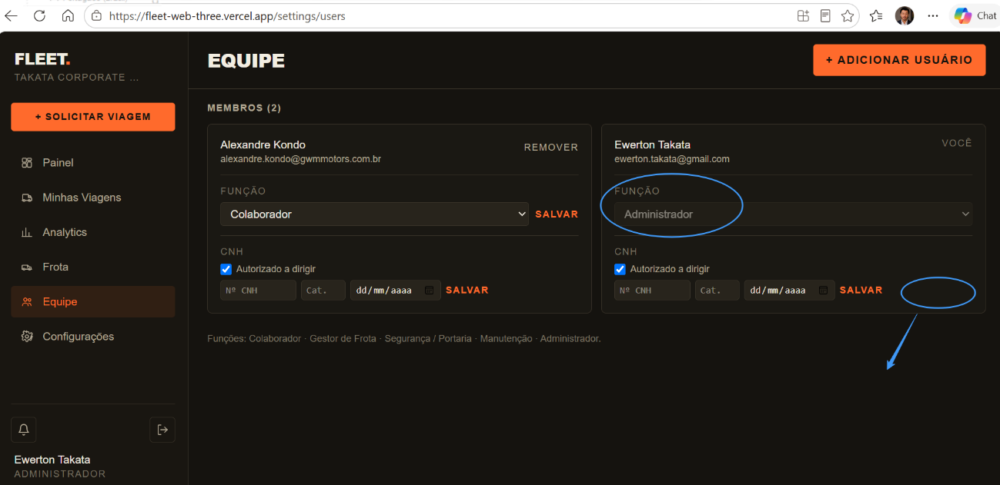 https://fleet-web-three.vercel.app/settings/users
Chat
FLEET.
TAKATA CORPORATE ...
+ SOLICITAR VIAGEM
Painel
Minhas Viagens
Analytics
Frota
Equipe
Configurações
Ewerton Takata
ADMINISTRADOR
EQUIPE
+ ADICIONAR USUÁRIO
MEMBROS (2)
Alexandre Kondo
REMOVER
alexandre.kondo@gwmmotors.com.br
FUNÇÃO
Colaborador
SALVAR
CNH
Autorizado a dirigir
Nº CNH
Cat.
dd/mm/aaaa
SALVAR
Ewerton Takata
VOCÊ
ewerton.takata@gmail.com
FUNÇÃO
Administrador
CNH
Autorizado a dirigir
Nº CNH
Cat.
dd/mm/aaaa
SALVAR
Funções: Colaborador · Gestor de Frota · Segurança / Portaria · Manutenção · Administrador.